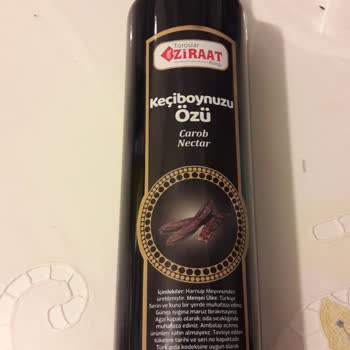 Toroslar
ZİRAAT
Keçiboynuzu
Özü
Carob
Nectar
İçindekiler: Harnup Meyvesinden
üretilmiştir. Menşei Ülke: Türkiye
Serin ve kuru bir yerde muhafaza ediniz.
Güneş ışığına maruz bırakmayınız.
Ağzı kapalı olarak oda sıcaklığında
muhafaza ediniz. Ambalajı açılmış
ürünleri satın almayınız. Tavsiye edilen
tüketim tarihi ve seri no kapaktadır.
Türk gıda kodeksine uygun olarak